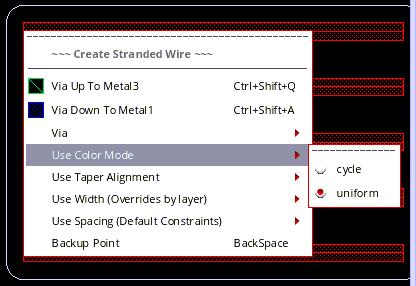 ~~~ Create Stranded Wire ~~~
Via Up To Metal3 Ctrl+Shift+Q
Via Down To Metal1 Ctrl+Shift+A
Via
Use Color Mode
cycle
Use Taper Alignment
uniform
Use Width (Overrides by layer)
Use Spacing (Default Constraints)
Backup Point BackSpace